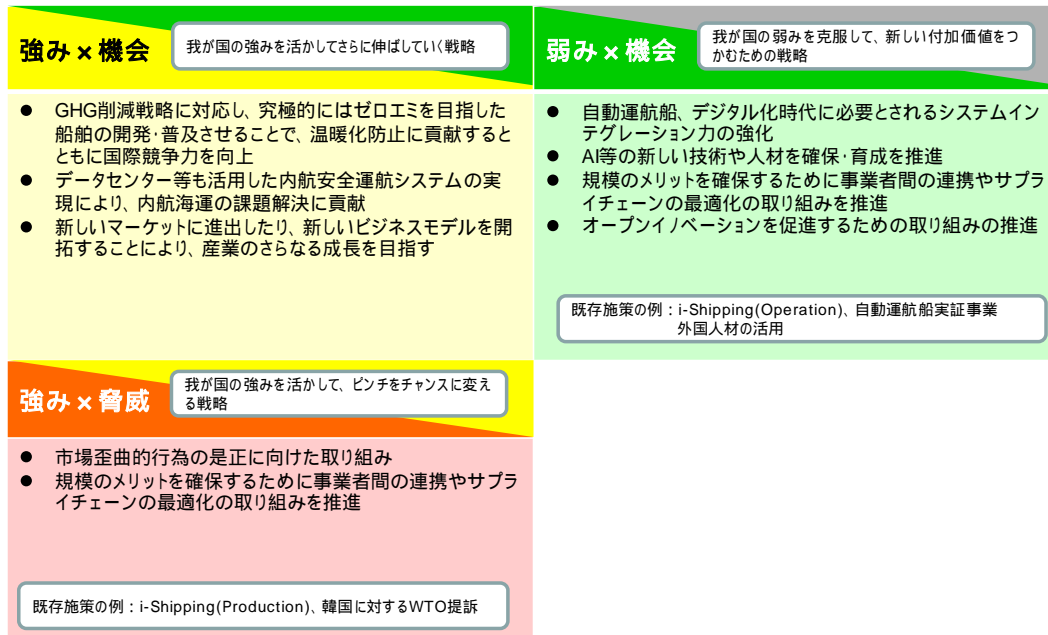 強み×機会
我が国の強みを活かしてさらに伸ばしていく戦略
● GHG削減戦略に対応し、究極的にはゼロエミを目指した
船舶の開発・普及させることで、温暖化防止に貢献すると
ともに国際競争力を向上
● データセンター等も活用した内航安全運航システムの実
現により、内航海運の課題解決に貢献
● 新しいマーケットに進出したり、新しいビジネスモデルを開
拓することにより、産業のさらなる成長を目指す
弱み×機会
我が国の弱みを克服して、新しい付加価値をつ
かむための戦略
● 自動運航船、デジタル化時代に必要とされるシステムイン
テグレーション力の強化
● AI等の新しい技術や人材を確保・育成を推進
● 規模のメリットを確保するために事業者間の連携やサプラ
イチェーンの最適化の取り組みを推進
● オープンイノベーションを促進するための取り組みの推進
既存施策の例：i-Shipping(Operation)、自動運航船実証事業
外国人材の活用
強み×脅威
我が国の強みを活かして、ピンチをチャンスに変え
る戦略
● 市場歪曲的行為の是正に向けた取り組み
● 規模のメリットを確保するために事業者間の連携やサプラ
イチェーンの最適化の取り組みを推進
既存施策の例：i-Shipping(Production)、韓国に対するWTO提訴